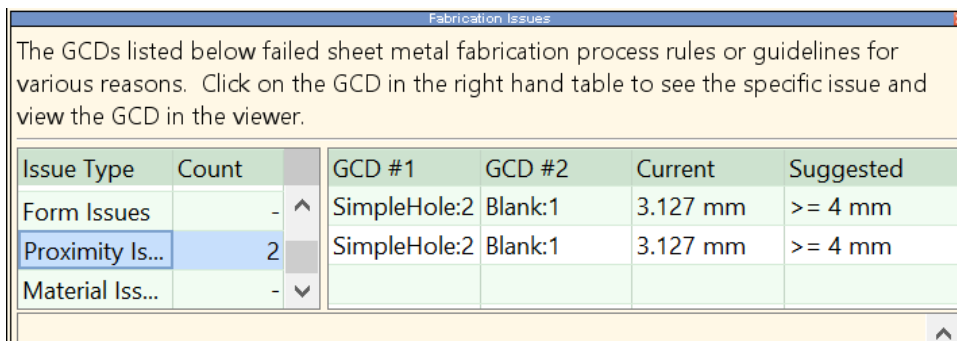 Fabrication Issues
The GCDs listed below failed sheet metal fabrication process rules or guidelines for
various reasons. Click on the GCD in the right hand table to see the specific issue and
view the GCD in the viewer.
Issue Type Count GCD #1 GCD #2 Current Suggested
Form Issues - SimpleHole:2 Blank:1 3.127 mm >= 4 mm
Proximity Is... 2 SimpleHole:2 Blank:1 3.127 mm >= 4 mm
Material Iss... -